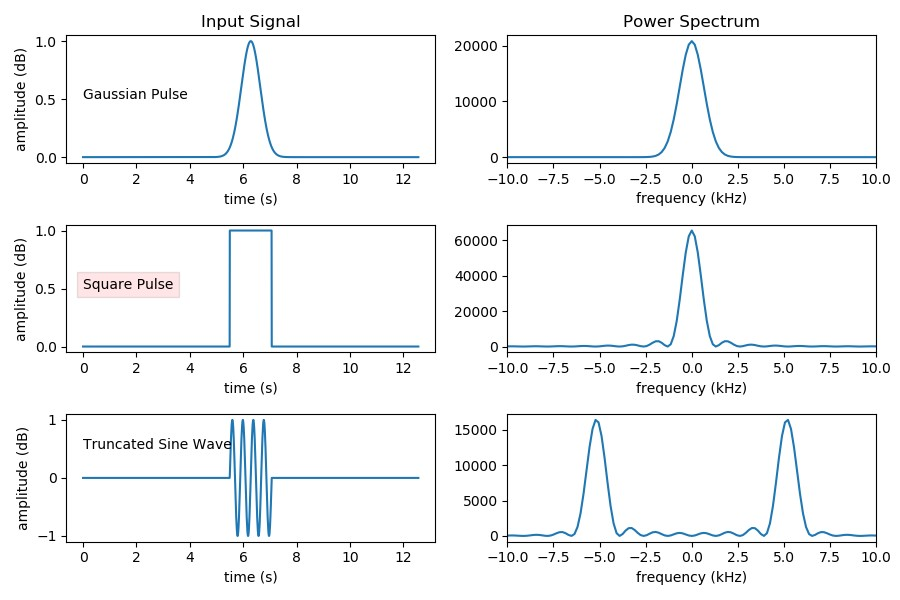 Input Signal
Power Spectrum
amplitude (dB)
1.0
0.5
0.0
Gaussian Pulse
0 2 4 6 8 10 12
time (s)
20000
10000
0
−10.0 −7.5 −5.0 −2.5 0.0 2.5 5.0 7.5 10.0
frequency (kHz)
amplitude (dB)
1.0
0.5
0.0
Square Pulse
0 2 4 6 8 10 12
time (s)
60000
40000
20000
0
−10.0 −7.5 −5.0 −2.5 0.0 2.5 5.0 7.5 10.0
frequency (kHz)
amplitude (dB)
1
0
−1
Truncated Sine Wave
0 2 4 6 8 10 12
time (s)
15000
10000
5000
0
−10.0 −7.5 −5.0 −2.5 0.0 2.5 5.0 7.5 10.0
frequency (kHz)